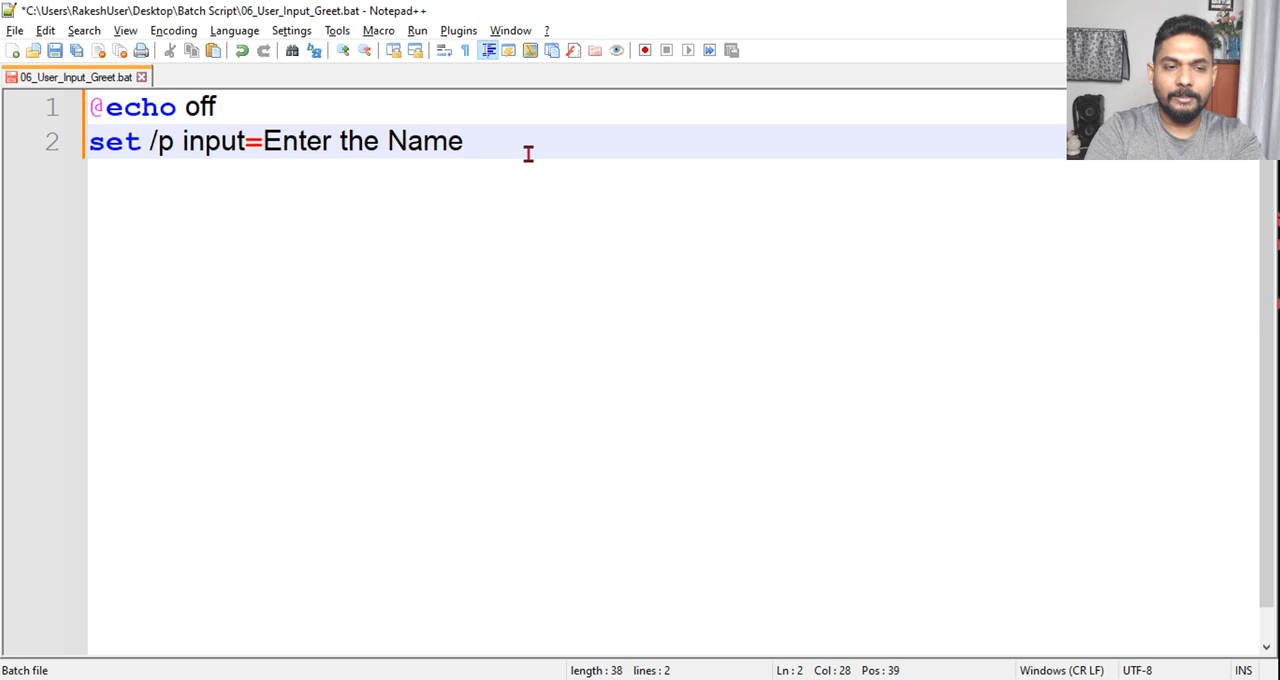 *C:\Users\RakeshUser\Desktop\Batch Script\06_User_Input_Greet.bat - Notepad++
File Edit Search View Encoding Language Settings Tools Macro Run Plugins Window ?
06_User_Input_Greet.bat
1 @echo off
2 set /p input=Enter the Name
Batch file length : 38 lines : 2 Ln : 2 Col : 28 Pos : 39 Windows (CR LF) UTF-8 INS